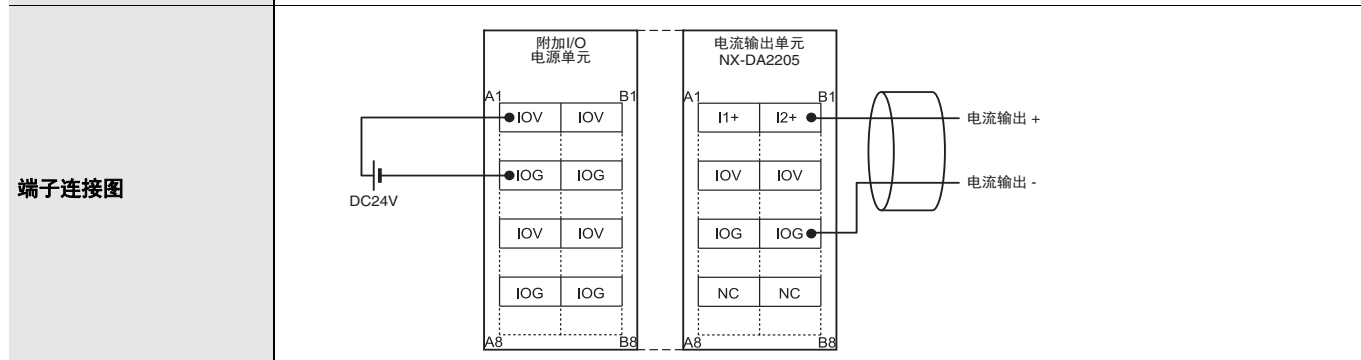 端子连接图
附加I/O
电源单元
A1 B1
IOV IOV
IOG IOG
IOV IOV
IOG IOG
A8 B8
DC24V
电流输出单元
NX-DA2205
A1 B1
I1+ I2+
IOV IOV
IOG IOG
NC NC
A8 B8
电流输出 +
电流输出 -